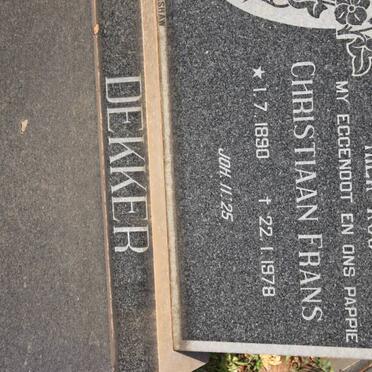 MY EGGENOOT EN ONS PAPPIE
CHRISTIAAN FRANS
★ 1.7.1890 † 22.1.1978
JOH. 11:25
DEKKER